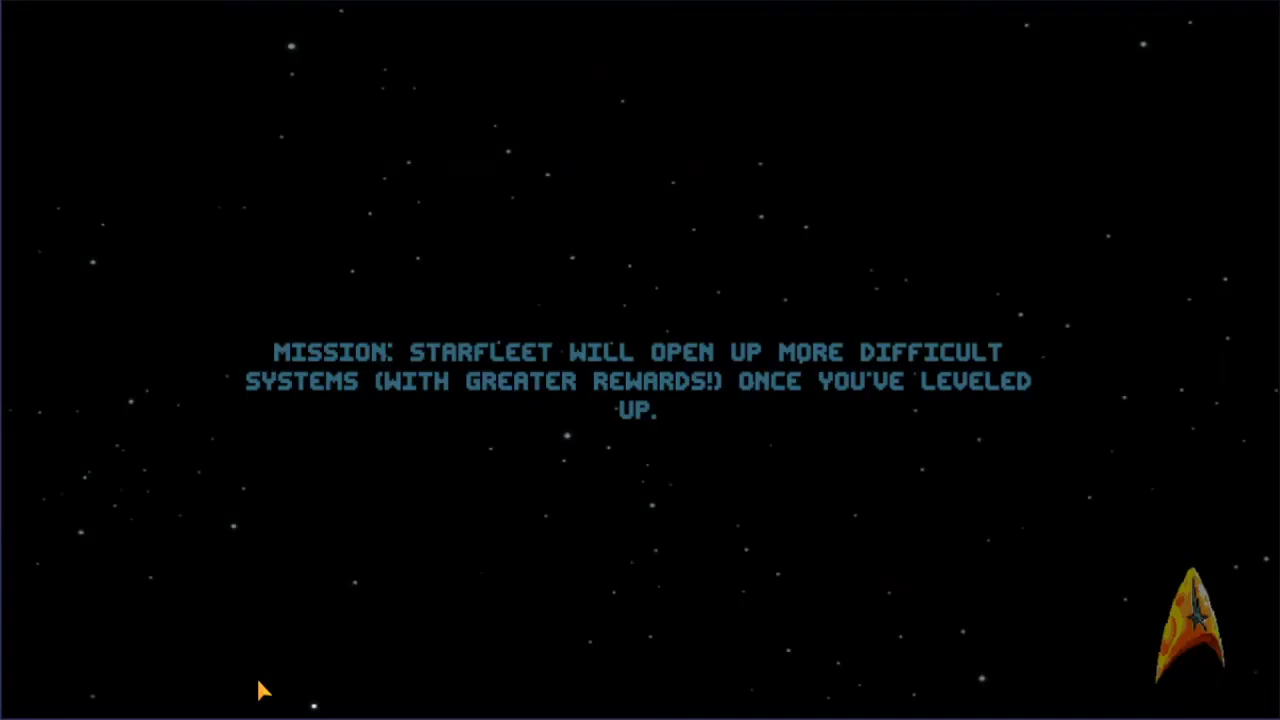 MISSION: STARFLEET WILL OPEN UP MORE DIFFICULT
SYSTEMS (WITH GREATER REWARDS!) ONCE YOU'VE LEVELED
UP.